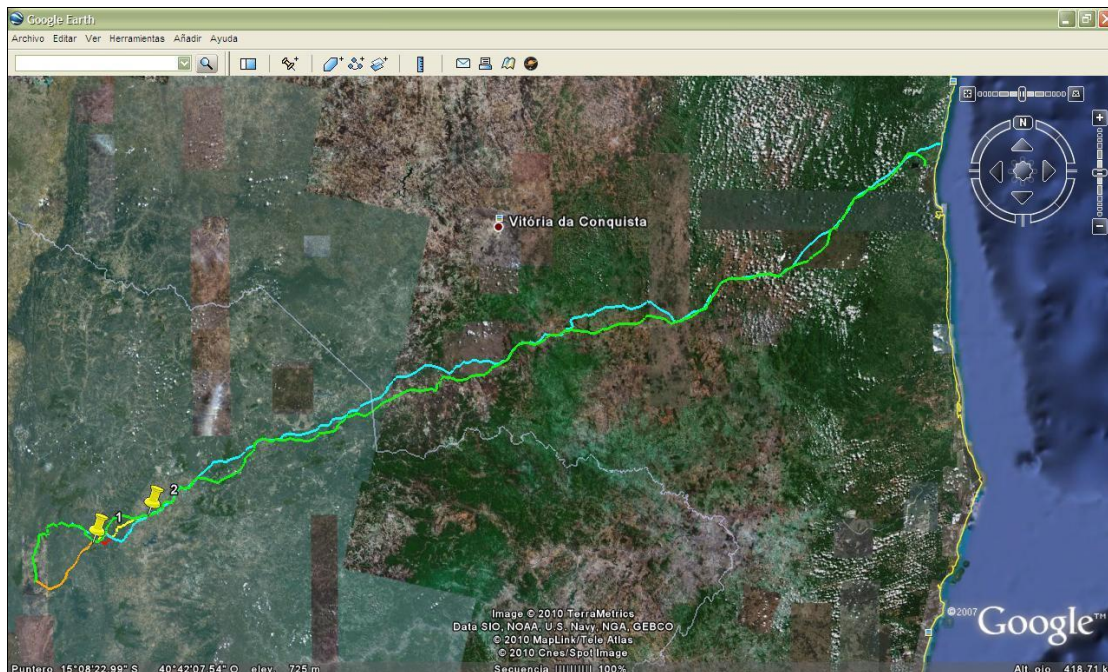 Google Earth
Archivo Editar Ver Herramientas Añadir Ayuda
N
Vitória da Conquista
2
1
Image © 2010 TerraMetrics
Data SIO, NOAA, U.S. Navy, NGA, GEBCO
© 2010 MapLink/Tele Atlas
© 2010 Cnes/Spot Image
©2007 Google™
Puntero 15°08'22.99" S 40°42'07.54" O elev. 725 m Secuencia |||||||||| 100% Alt. ojo 418.71 k